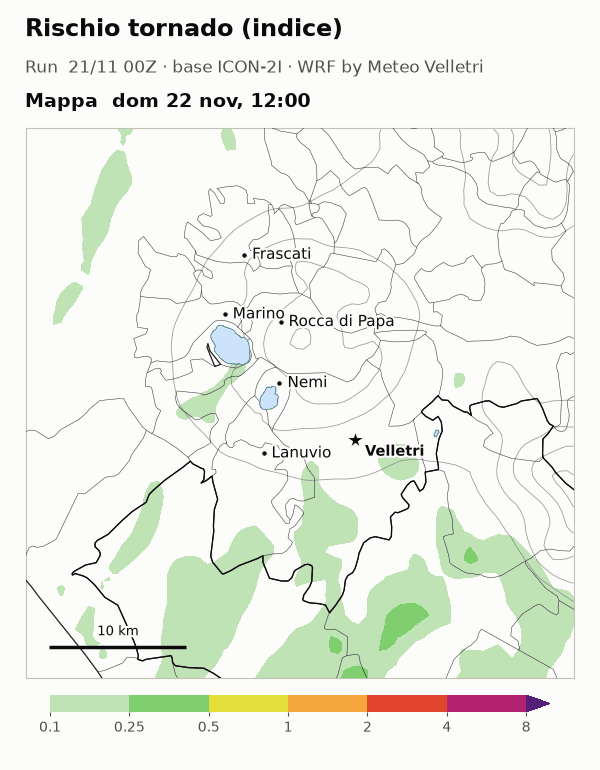 Rischio tornado (indice)
Run  21/11 00Z · base ICON-2I · WRF by Meteo Velletri
Mappa  dom 22 nov, 12:00
Frascati
Marino
Rocca di Papa
Nemi
Velletri
Lanuvio
10 km
0.1 0.25 0.5 1 2 4 8